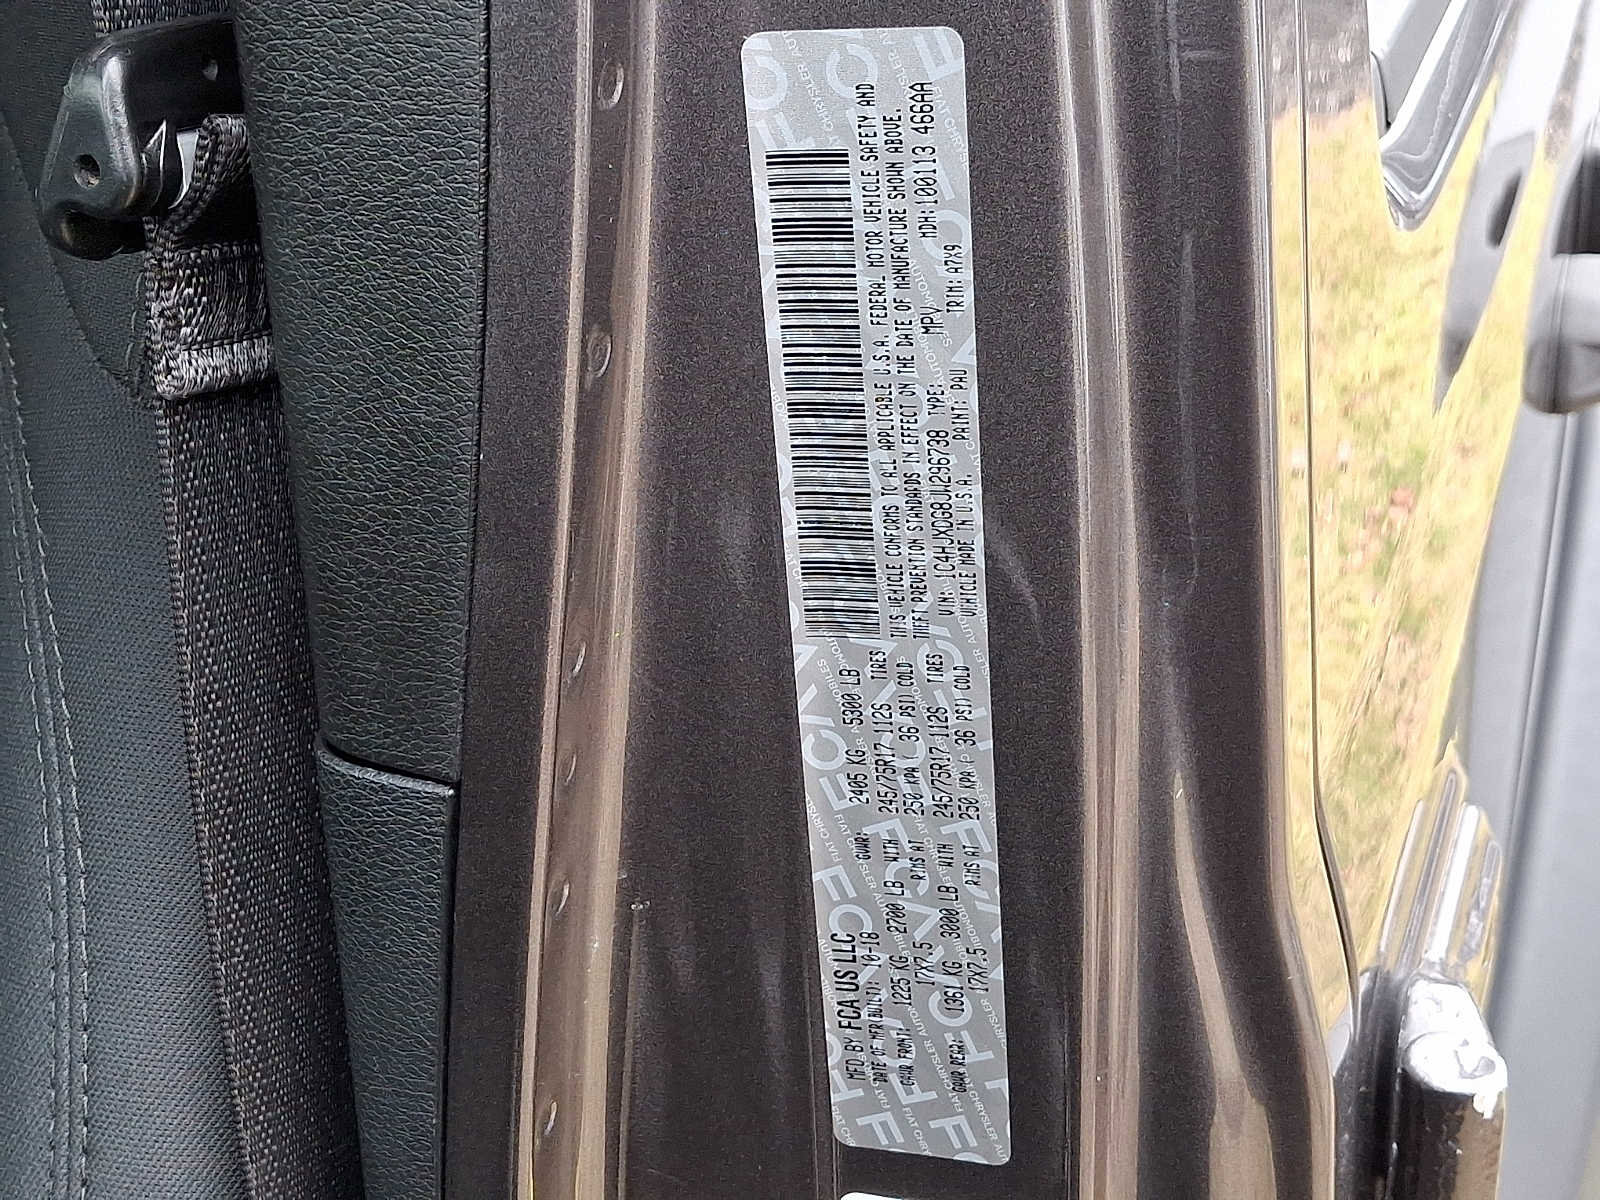 MFD BY FCA US LLC
DATE OF MFR(BUILT): 10-18 GVWR: 2405 KG 5300 LB
GAWR FRONT: 1225 KG 2700 LB WITH 245/75R17 112S TIRES
17X7.5 RIMS AT 250 KPA( 36 PSI) COLD
GAWR REAR: 1361 KG 3000 LB WITH 245/75R17 112S TIRES
17X7.5 RIMS AT 250 KPA( 36 PSI) COLD
THIS VEHICLE CONFORMS TO ALL APPLICABLE U.S.A. FEDERAL MOTOR VEHICLE SAFETY AND
THEFT PREVENTION STANDARDS IN EFFECT ON THE DATE OF MANUFACTURE SHOWN ABOVE.
VIN: 1C4HJXDG8JW296738 TYPE: MPV MDH: 100113 466AA
VEHICLE MADE IN U.S.A. PAINT: PAU TRIM: A7X9